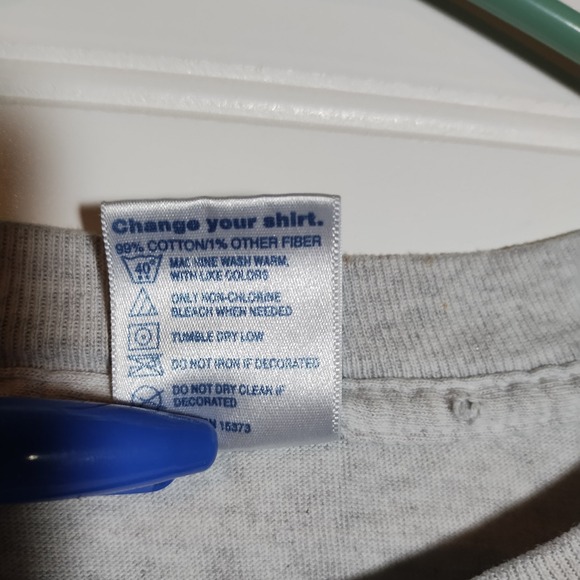 Change your shirt.
99% COTTON/1% OTHER FIBER
40°
MACHINE WASH WARM,
WITH LIKE COLORS
ONLY NON-CHLORINE
BLEACH WHEN NEEDED
TUMBLE DRY LOW
DO NOT IRON IF DECORATED
DO NOT DRY CLEAN IF
DECORATED
15373